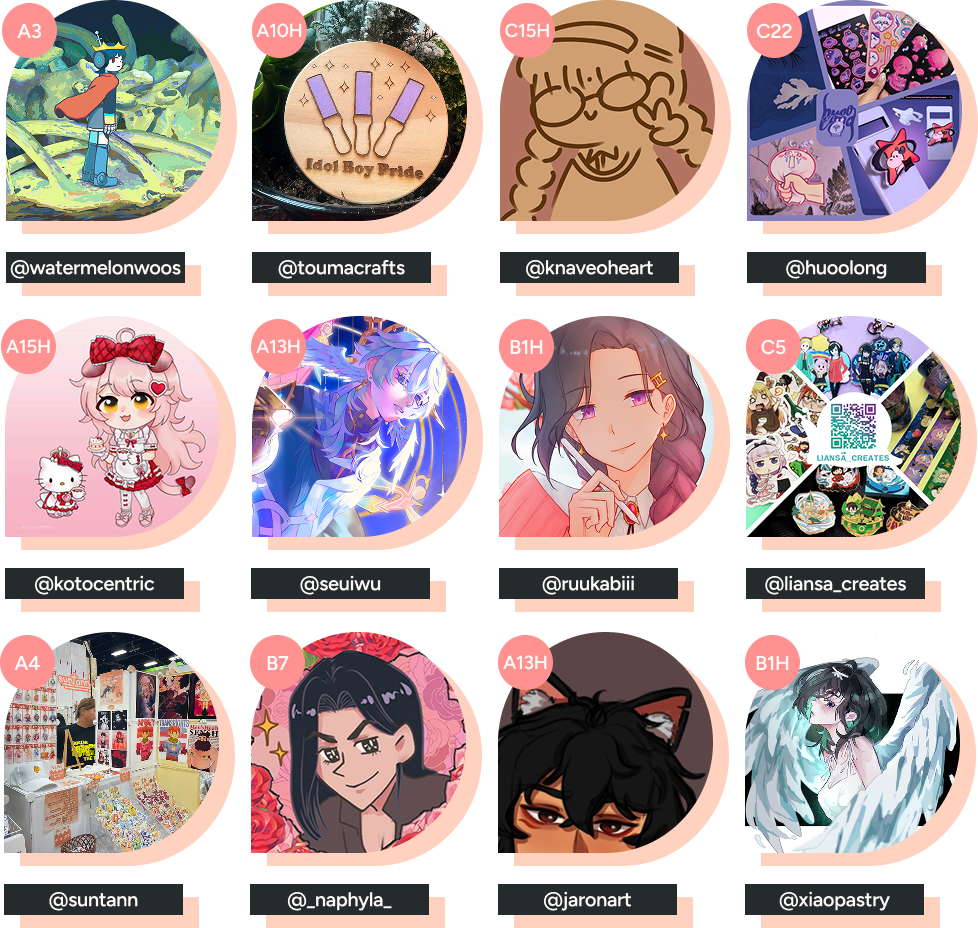 A3
A10H
C15H
C22
Idol Boy Pride
@watermelonwoos
@toumacrafts
@knaveoheart
@huoolong
A15H
A13H
B1H
C5
LIANSA_CREATES
@kotocentric
@seuiwu
@ruukabiii
@liansa_creates
A4
B7
A13H
B1H
suntann
@suntann
@_naphyla_
@jaronart
@xiaopastry